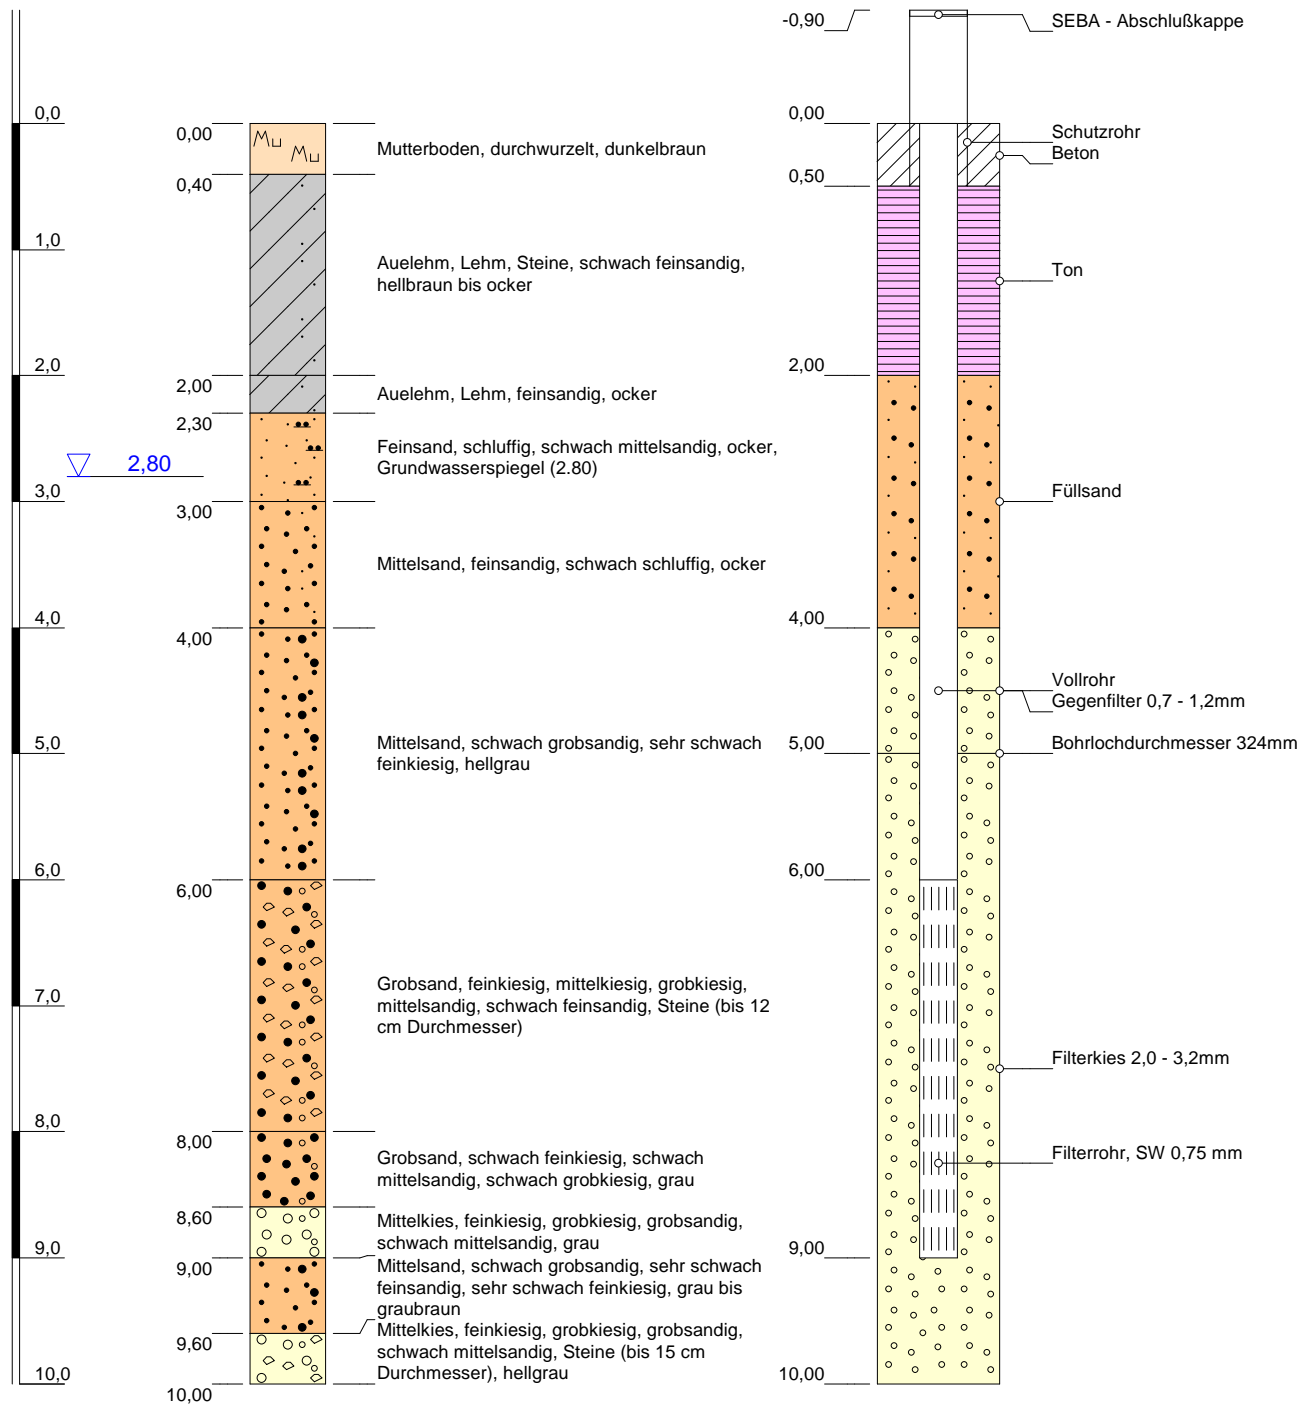 -0,90
SEBA - Abschlußkappe
0,0
0,00
Mu
Mu
Mutterboden, durchwurzelt, dunkelbraun
0,40
1,0
Auelehm, Lehm, Steine, schwach feinsandig,
hellbraun bis ocker
2,0
2,00
Auelehm, Lehm, feinsandig, ocker
2,30
Feinsand, schluffig, schwach mittelsandig, ocker,
Grundwasserspiegel (2.80)
2,80
3,0
3,00
Mittelsand, feinsandig, schwach schluffig, ocker
4,0
4,00
Mittelsand, schwach grobsandig, sehr schwach
feinkiesig, hellgrau
5,0
6,0
6,00
Grobsand, feinkiesig, mittelkiesig, grobkiesig,
mittelsandig, schwach feinsandig, Steine (bis 12
cm Durchmesser)
7,0
8,0
8,00
Grobsand, schwach feinkiesig, schwach
mittelsandig, schwach grobkiesig, grau
8,60
Mittelkies, feinkiesig, grobkiesig, grobsandig,
schwach mittelsandig, grau
9,0
9,00
Mittelsand, schwach grobsandig, sehr schwach
feinsandig, sehr schwach feinkiesig, grau bis
graubraun
9,60
Mittelkies, feinkiesig, grobkiesig, grobsandig,
schwach mittelsandig, Steine (bis 15 cm
Durchmesser), hellgrau
10,0
10,00
0,00
Schutzrohr
Beton
0,50
Ton
2,00
Füllsand
4,00
Vollrohr
Gegenfilter 0,7 - 1,2mm
5,00
Bohrlochdurchmesser 324mm
6,00
Filterkies 2,0 - 3,2mm
Filterrohr, SW 0,75 mm
9,00
10,00